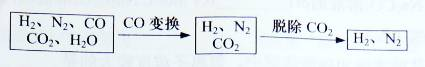 H₂、N₂、CO
CO₂、H₂O
CO 变换
H₂、N₂
CO₂
脱除 CO₂
H₂、N₂